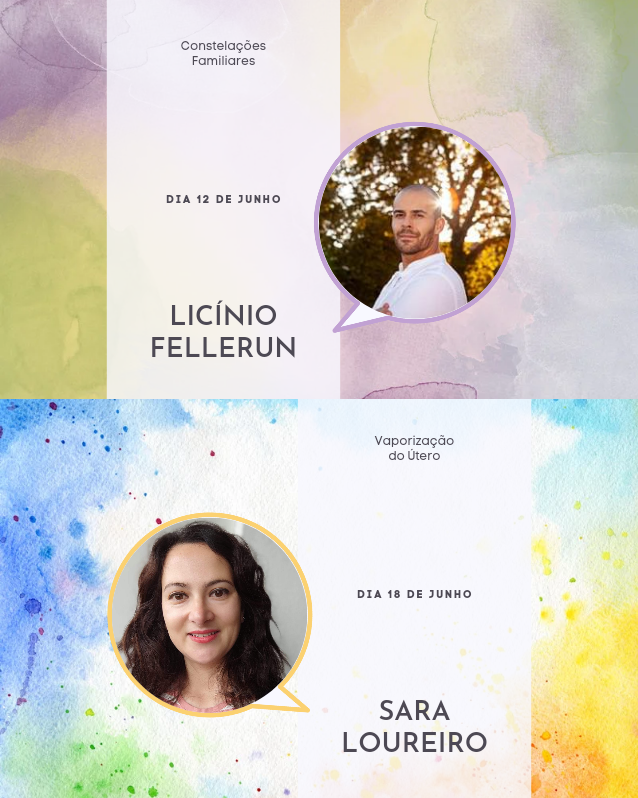 Constelações
Familiares
DIA 12 DE JUNHO
LICÍNIO
FELLERUN
Vaporização
do Útero
DIA 18 DE JUNHO
SARA
LOUREIRO